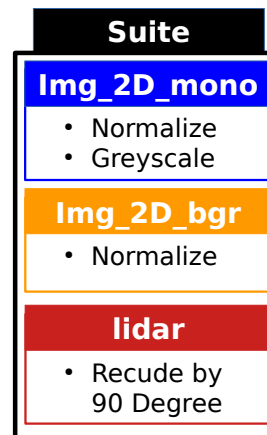 Suite
Img_2D_mono
• Normalize
• Greyscale
Img_2D_bgr
• Normalize
lidar
• Recude by
90 Degree